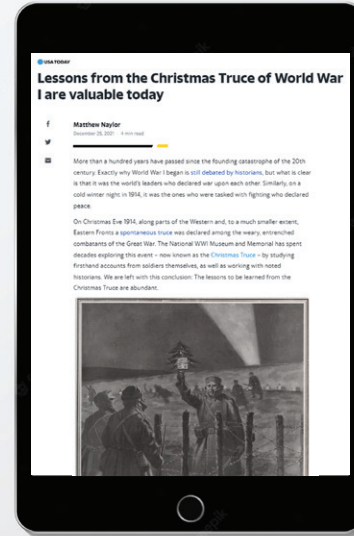 USA TODAY
Lessons from the Christmas Truce of World War
I are valuable today
Matthew Naylor
December 25, 2021 4 min read
More than a hundred years have passed since the founding catastrophe of the 20th
century. Exactly why World War I began is still debated by historians, but what is clear
is that it was the world's leaders who declared war upon each other. Similarly, on a
cold winter night in 1914, it was the ones who were tasked with fighting who declared
peace.
On Christmas Eve 1914, along parts of the Western and, to a much smaller extent,
Eastern Fronts a spontaneous truce was declared among the weary, entrenched
combatants of the Great War. The National WWI Museum and Memorial has spent
decades exploring this event – now known as the Christmas Truce – by studying
firsthand accounts from soldiers themselves, as well as working with noted
historians. We are left with this conclusion: The lessons to be learned from the
Christmas Truce are abundant.